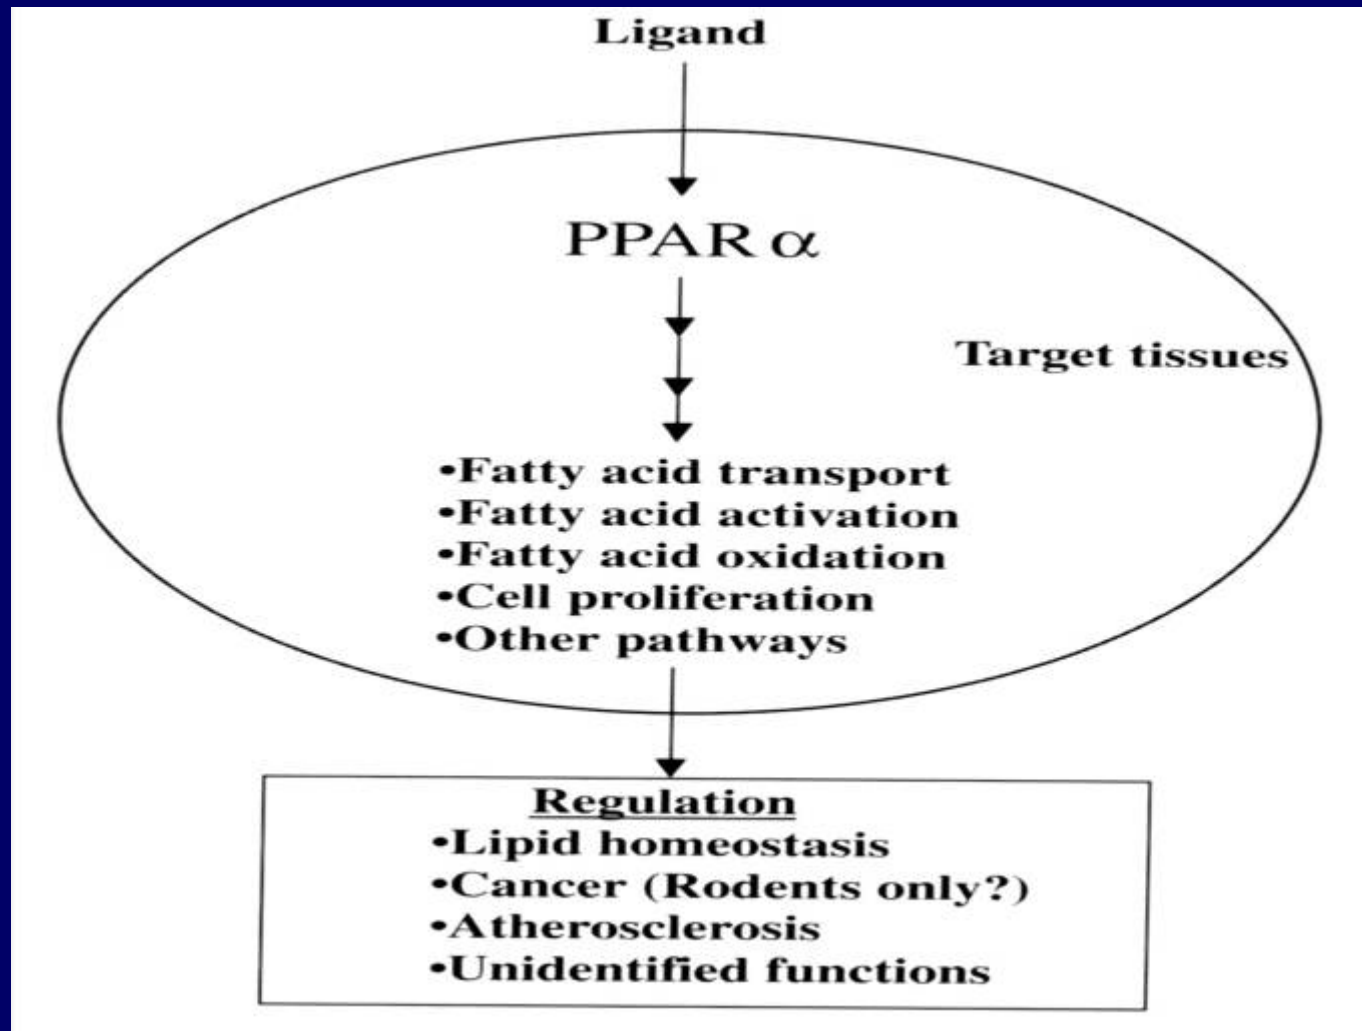 Ligand
PPAR α
Target tissues
•Fatty acid transport
•Fatty acid activation
•Fatty acid oxidation
•Cell proliferation
•Other pathways
Regulation
•Lipid homeostasis
•Cancer (Rodents only?)
•Atherosclerosis
•Unidentified functions